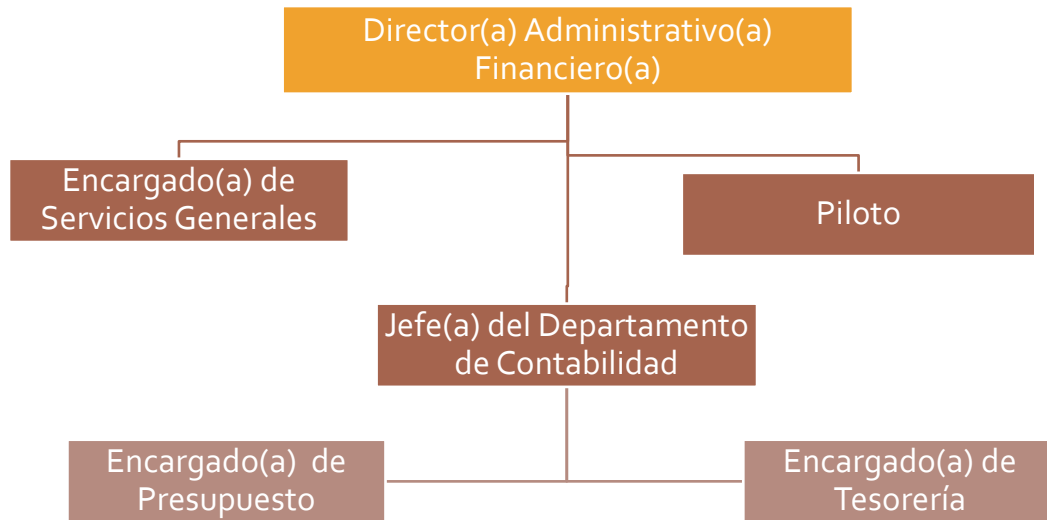 Director(a) Administrativo(a)
Financiero(a)
Encargado(a) de
Servicios Generales
Piloto
Jefe(a) del Departamento
de Contabilidad
Encargado(a) de
Presupuesto
Encargado(a) de
Tesorería